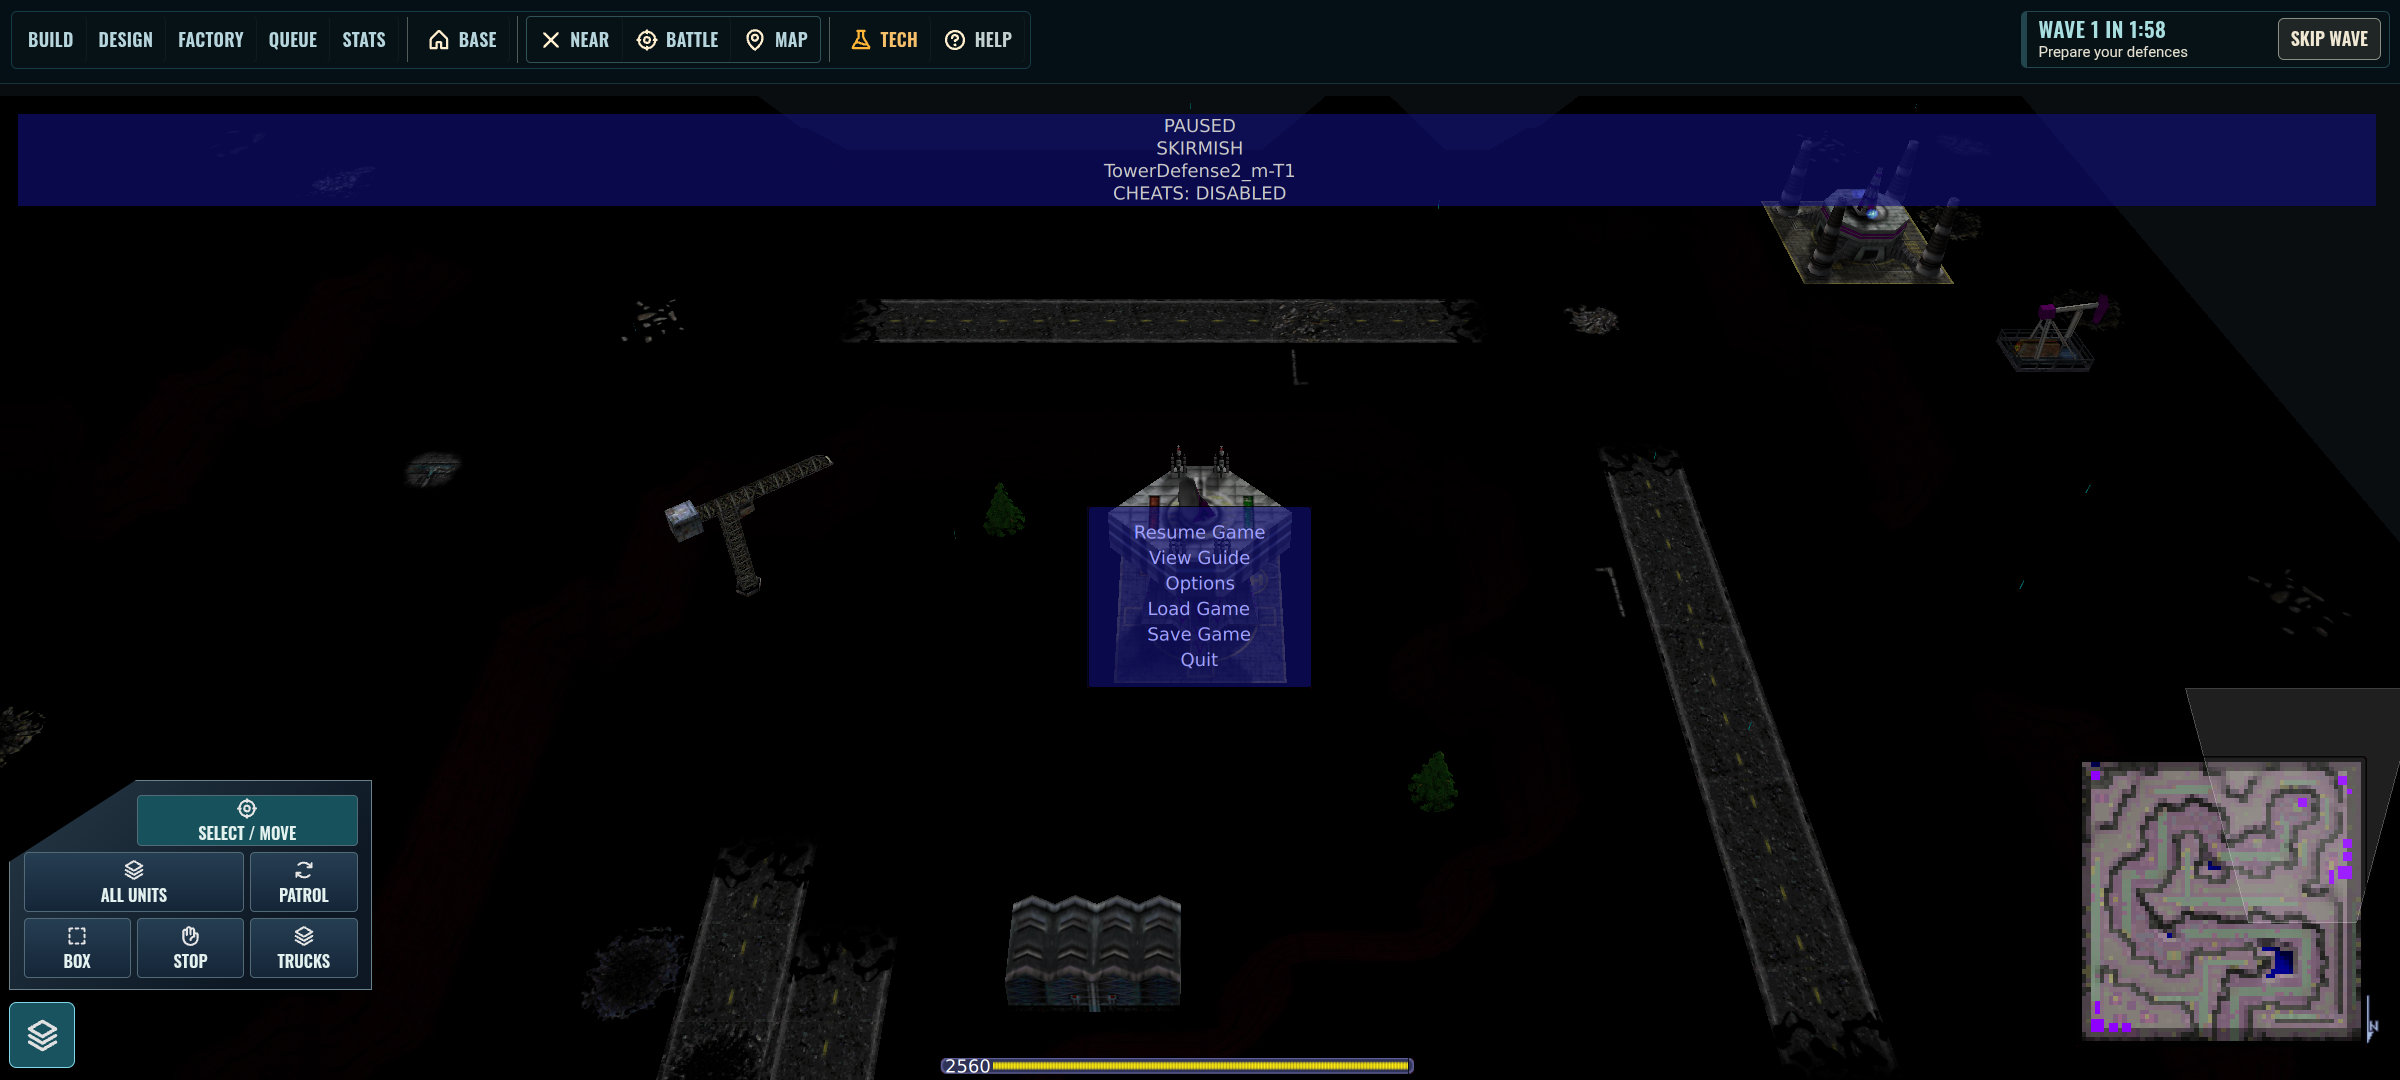 BUILD DESIGN FACTORY QUEUE STATS BASE NEAR BATTLE MAP TECH HELP
WAVE 1 IN 1:58
Prepare your defences
SKIP WAVE
PAUSED
SKIRMISH
TowerDefense2_m-T1
CHEATS: DISABLED
Resume Game
View Guide
Options
Load Game
Save Game
Quit
SELECT / MOVE
ALL UNITS PATROL
BOX STOP TRUCKS
N
2560